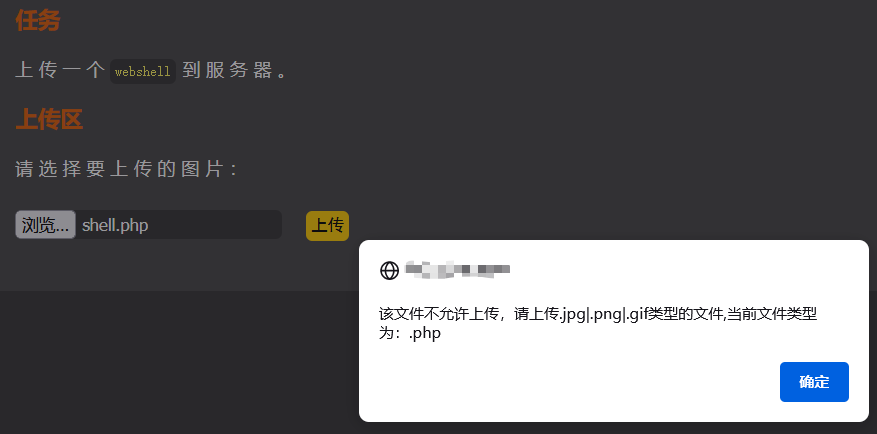 任务
上传一个 webshell 到服务器。
上传区
请选择要上传的图片：
浏览... shell.php 上传
该文件不允许上传，请上传.jpg|.png|.gif类型的文件,当前文件类型
为：.php
确定